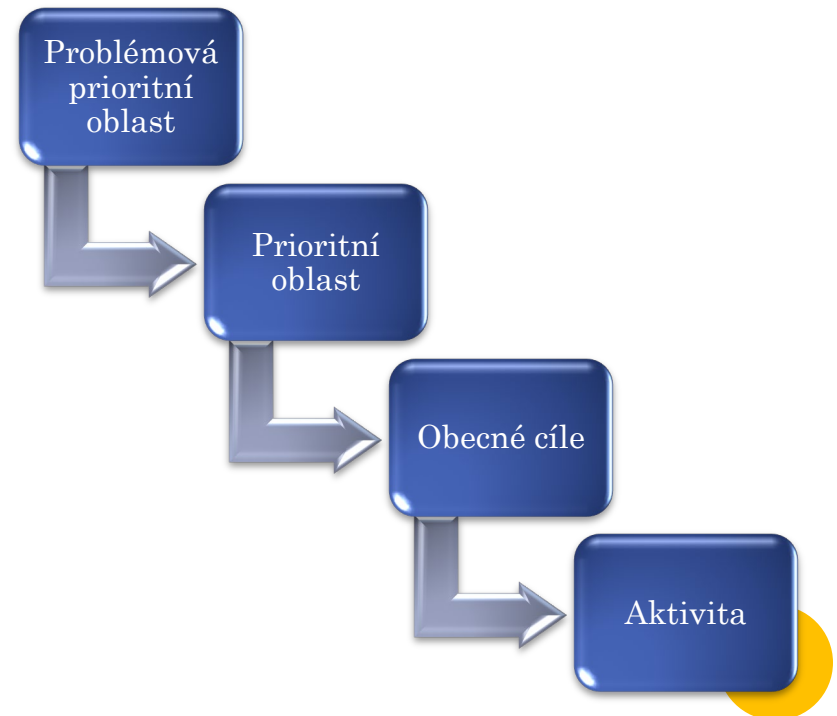 Problémová
prioritní
oblast
Prioritní
oblast
Obecné cíle
Aktivita